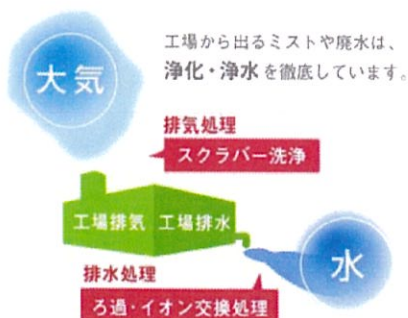 工場から出るミストや廃水は、
浄化・浄水を徹底しています。
大気
排気処理
スクラバー洗浄
工場排気 工場排水
水
排水処理
ろ過・イオン交換処理